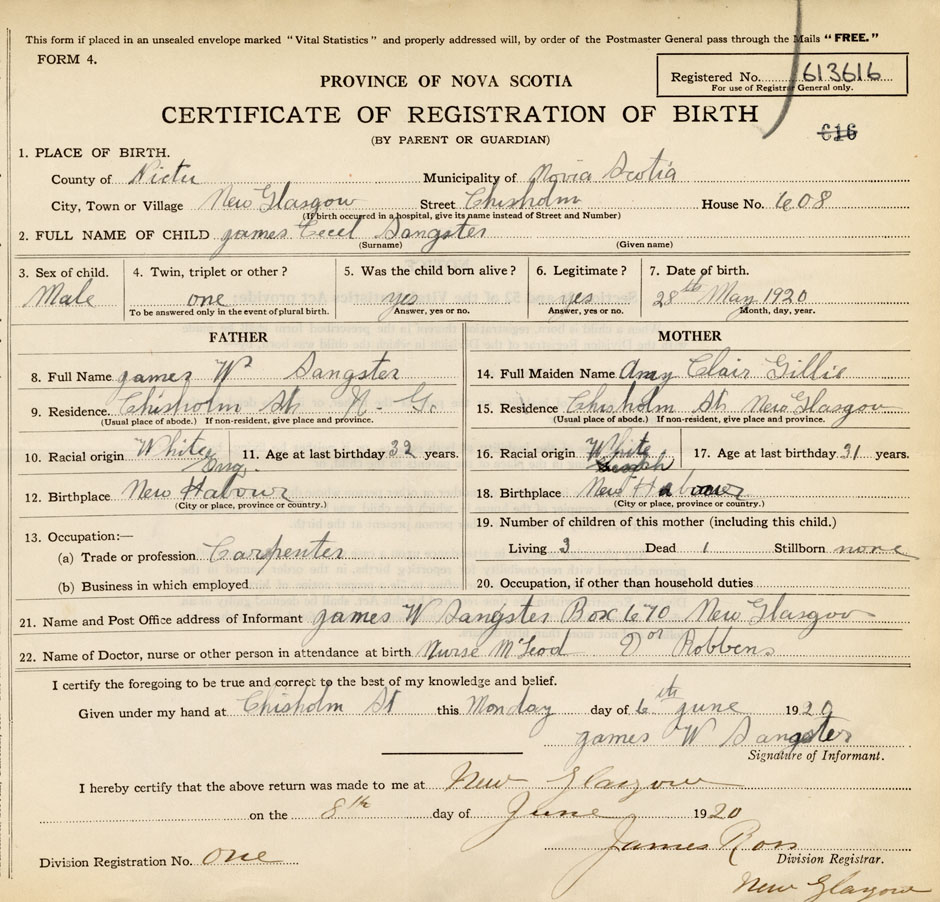 This form if placed in an unsealed envelope marked "Vital Statistics" and properly addressed will, by order of the Postmaster General pass through the Mails "FREE."
FORM 4.
PROVINCE OF NOVA SCOTIA
Registered No. 613616
For use of Registrar General only.
CERTIFICATE OF REGISTRATION OF BIRTH
(BY PARENT OR GUARDIAN)
616
1. PLACE OF BIRTH.
County of Pictu Municipality of Novia Scotia
City, Town or Village New Glasgow Street Chisholm House No. 608
(If birth occurred in a hospital, give its name instead of Street and Number)
2. FULL NAME OF CHILD james Cecel Sangster
(Surname) (Given name)
3. Sex of child. 4. Twin, triplet or other? 5. Was the child born alive? 6. Legitimate? 7. Date of birth.
Male one yes yes 28th May 1920
To be answered only in the event of plural birth. Answer, yes or no. Answer, yes or no. Month, day, year.
FATHER MOTHER
8. Full Name james W Sangster 14. Full Maiden Name Amy Clair Gillie
9. Residence Chisholm St N. G. 15. Residence Chisholm St New Glasgow
(Usual place of abode.) If non-resident, give place and province. (Usual place of abode.) If non-resident, give place and province.
10. Racial origin White 11. Age at last birthday 32 years. 16. Racial origin White 17. Age at last birthday 31 years.
12. Birthplace New Habour 18. Birthplace New Habour
(City or place, province or country.) (City or place, province or country.)
13. Occupation:— 19. Number of children of this mother (including this child.)
(a) Trade or profession Carpenter Living 3 Dead 1 Stillborn none
(b) Business in which employed 20. Occupation, if other than household duties
21. Name and Post Office address of Informant james W Sangster Box 670 New Glasgow
22. Name of Doctor, nurse or other person in attendance at birth Nurse McLeod Dor Robbens
I certify the foregoing to be true and correct to the best of my knowledge and belief.
Given under my hand at Chisholm St this Monday day of 6th june 1920
james W Sangster
Signature of Informant.
I hereby certify that the above return was made to me at New Glasgow
on the 8th day of June 1920
James Ross
Division Registration No. One Division Registrar.
New Glasgow